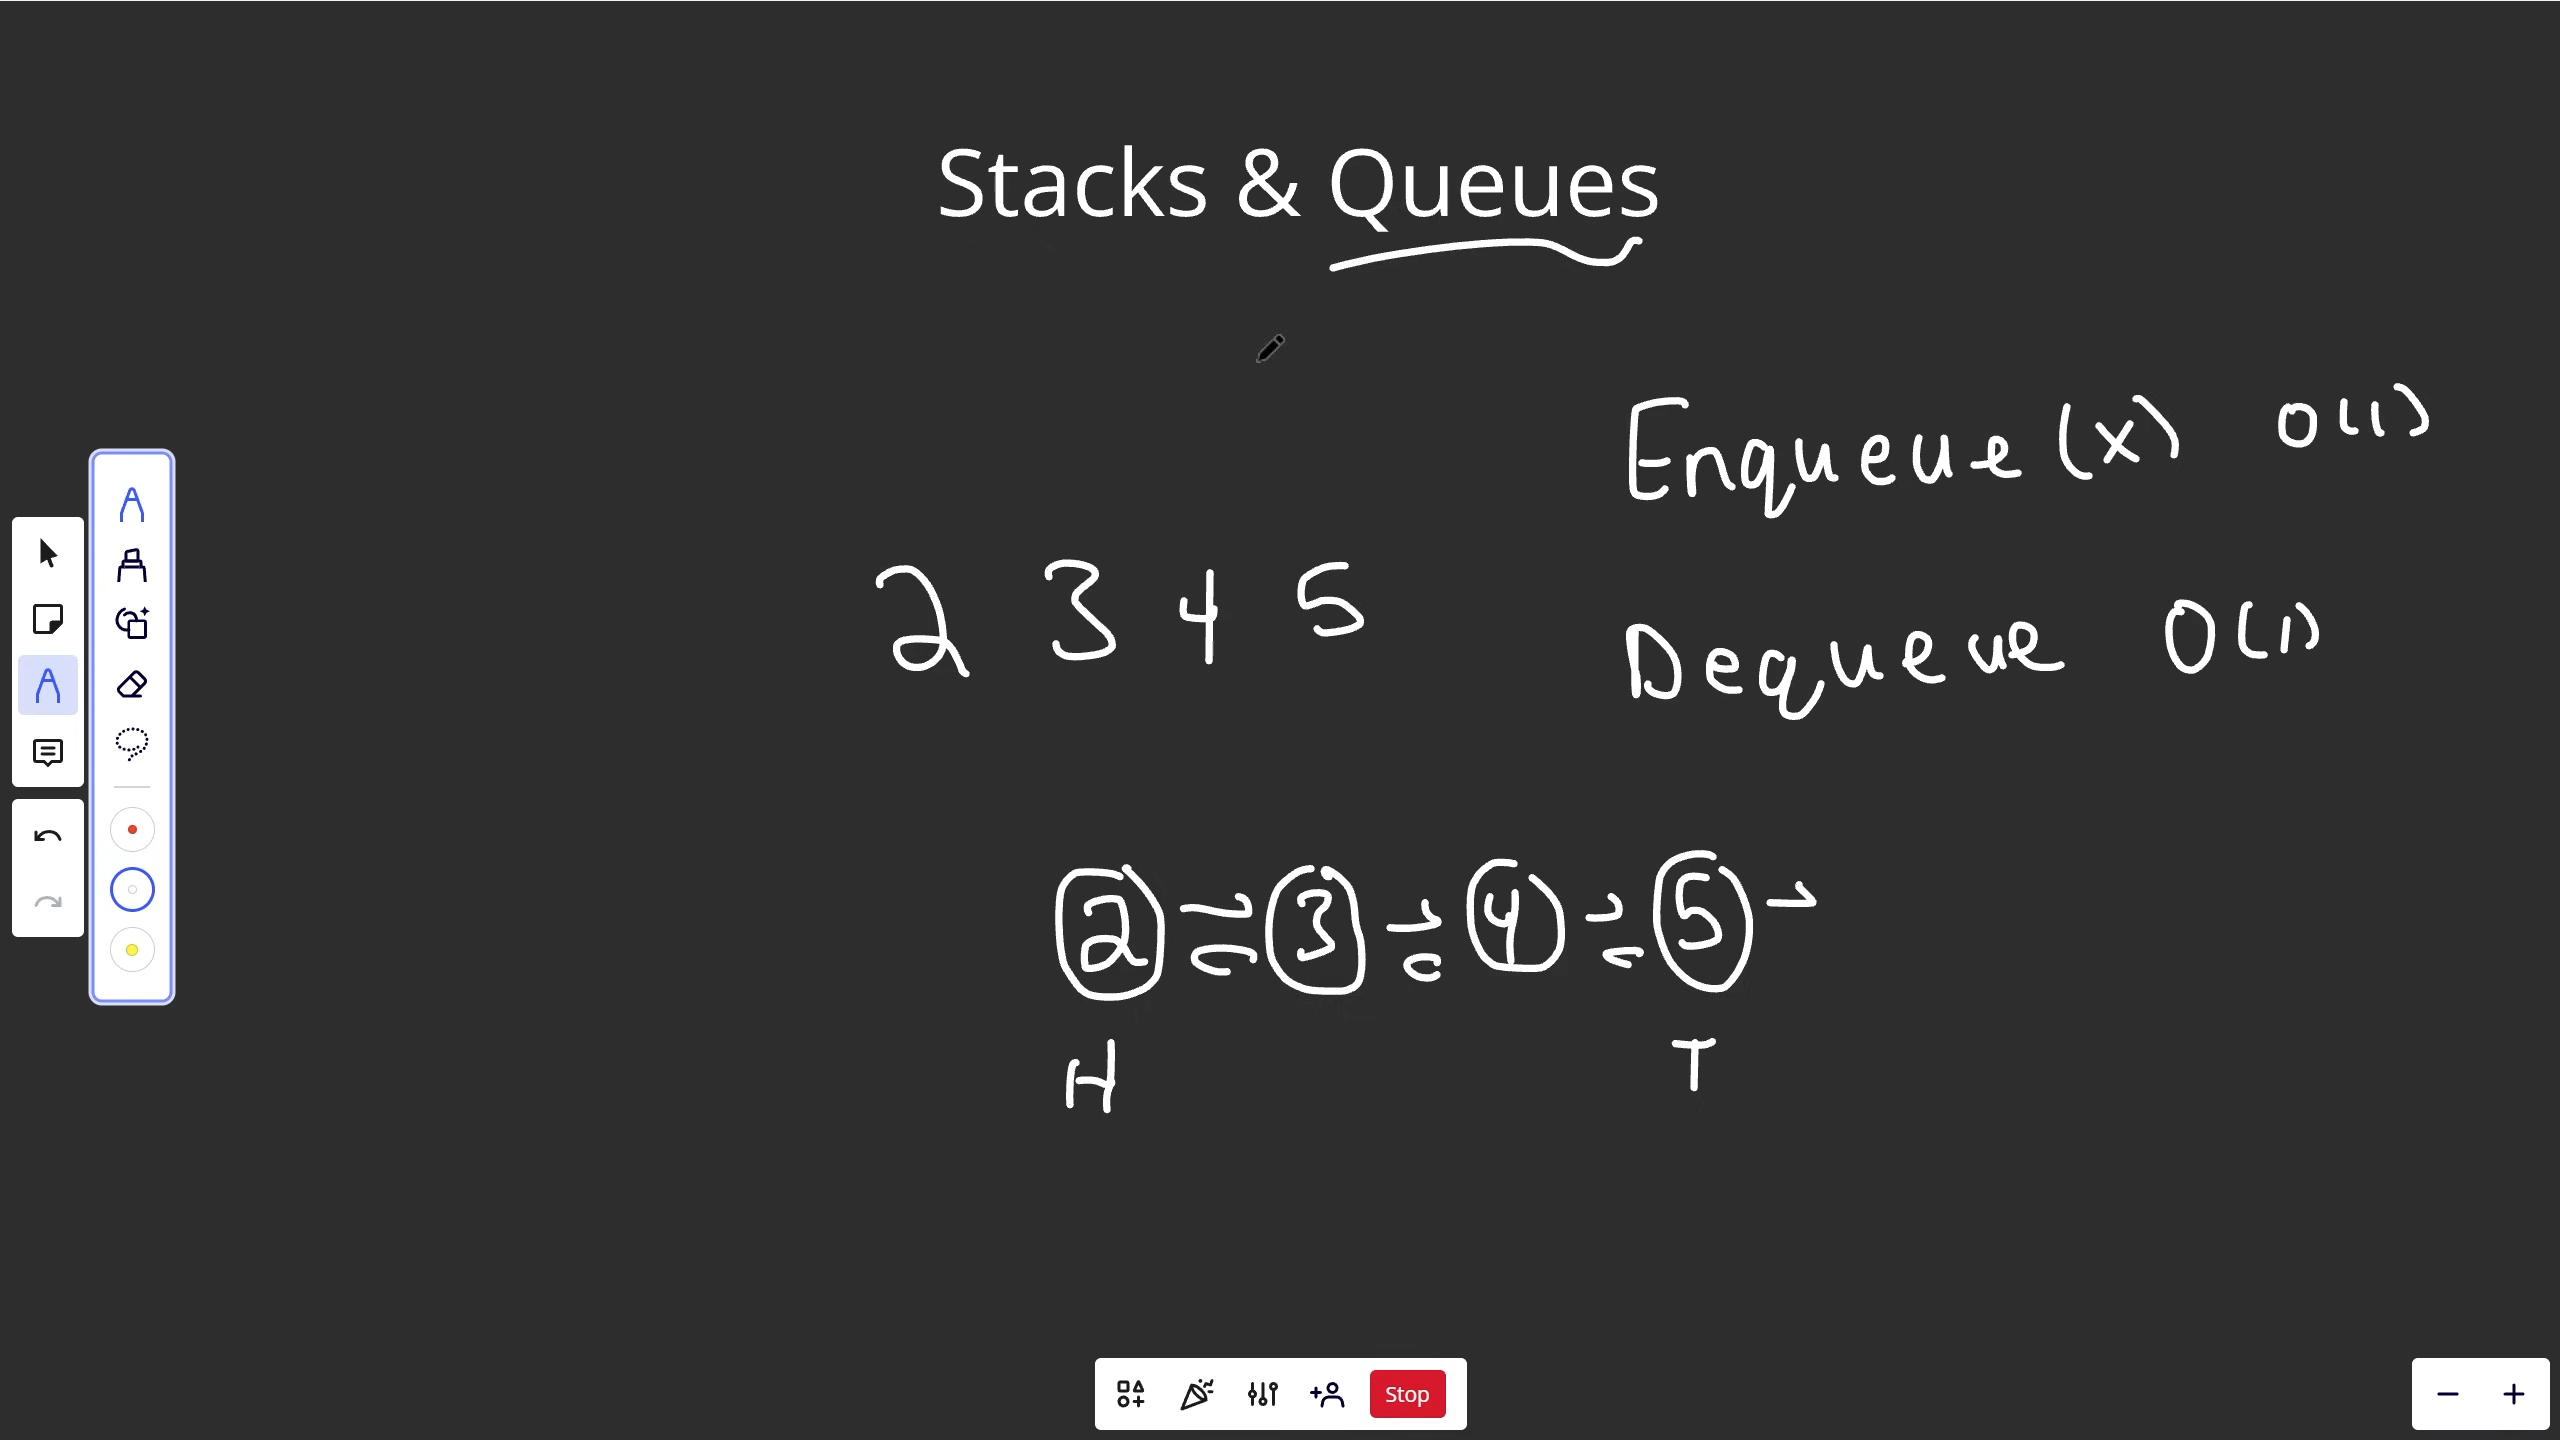 Stacks & Queues
Enqueue (x) O(1)
2 3 4 5
Dequeue O(1)
2 3 4 5
H T
Stop